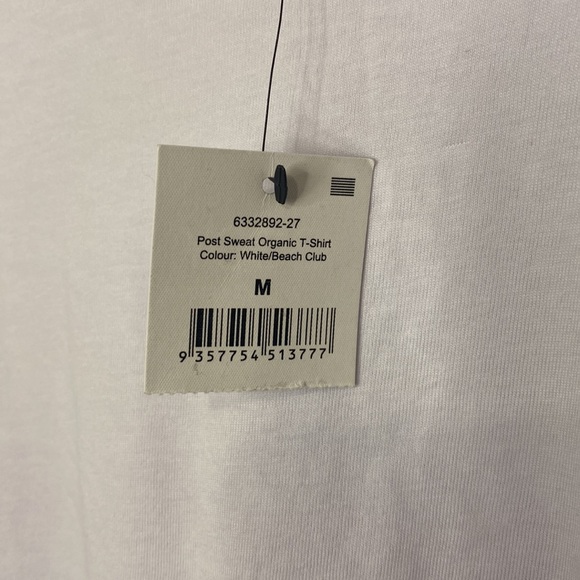 6332892-27
Post Sweat Organic T-Shirt
Colour: White/Beach Club
M
9 357754 513777